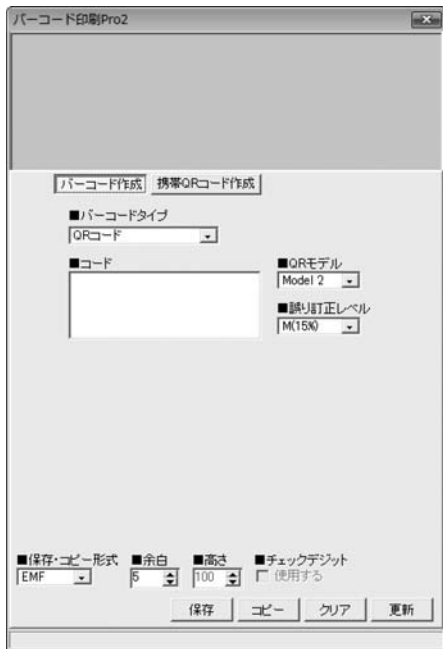 バーコード印刷Pro2
バーコード作成 携帯QRコード作成
■バーコードタイプ
QRコード
■コード ■QRモデル
Model 2
■誤り訂正レベル
M(15%)
■保存・コピー形式 ■余白 ■高さ ■チェックデジット
EMF 5 100 使用する
保存 コピー クリア 更新